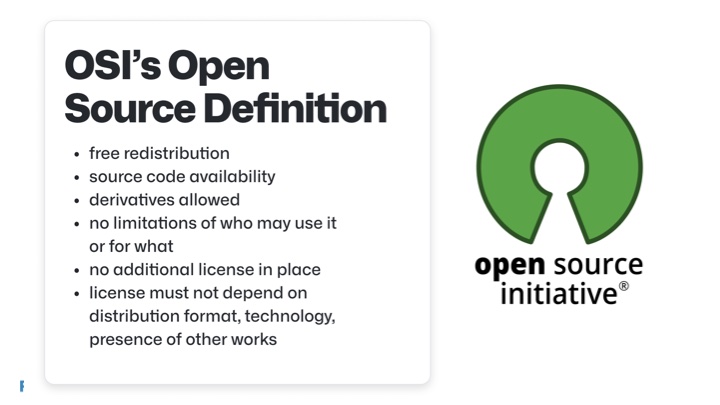 OSI’s Open
Source Definition
• free redistribution
• source code availability
• derivatives allowed
• no limitations of who may use it
or for what
• no additional license in place
• license must not depend on
distribution format, technology,
presence of other works
open source
initiative®